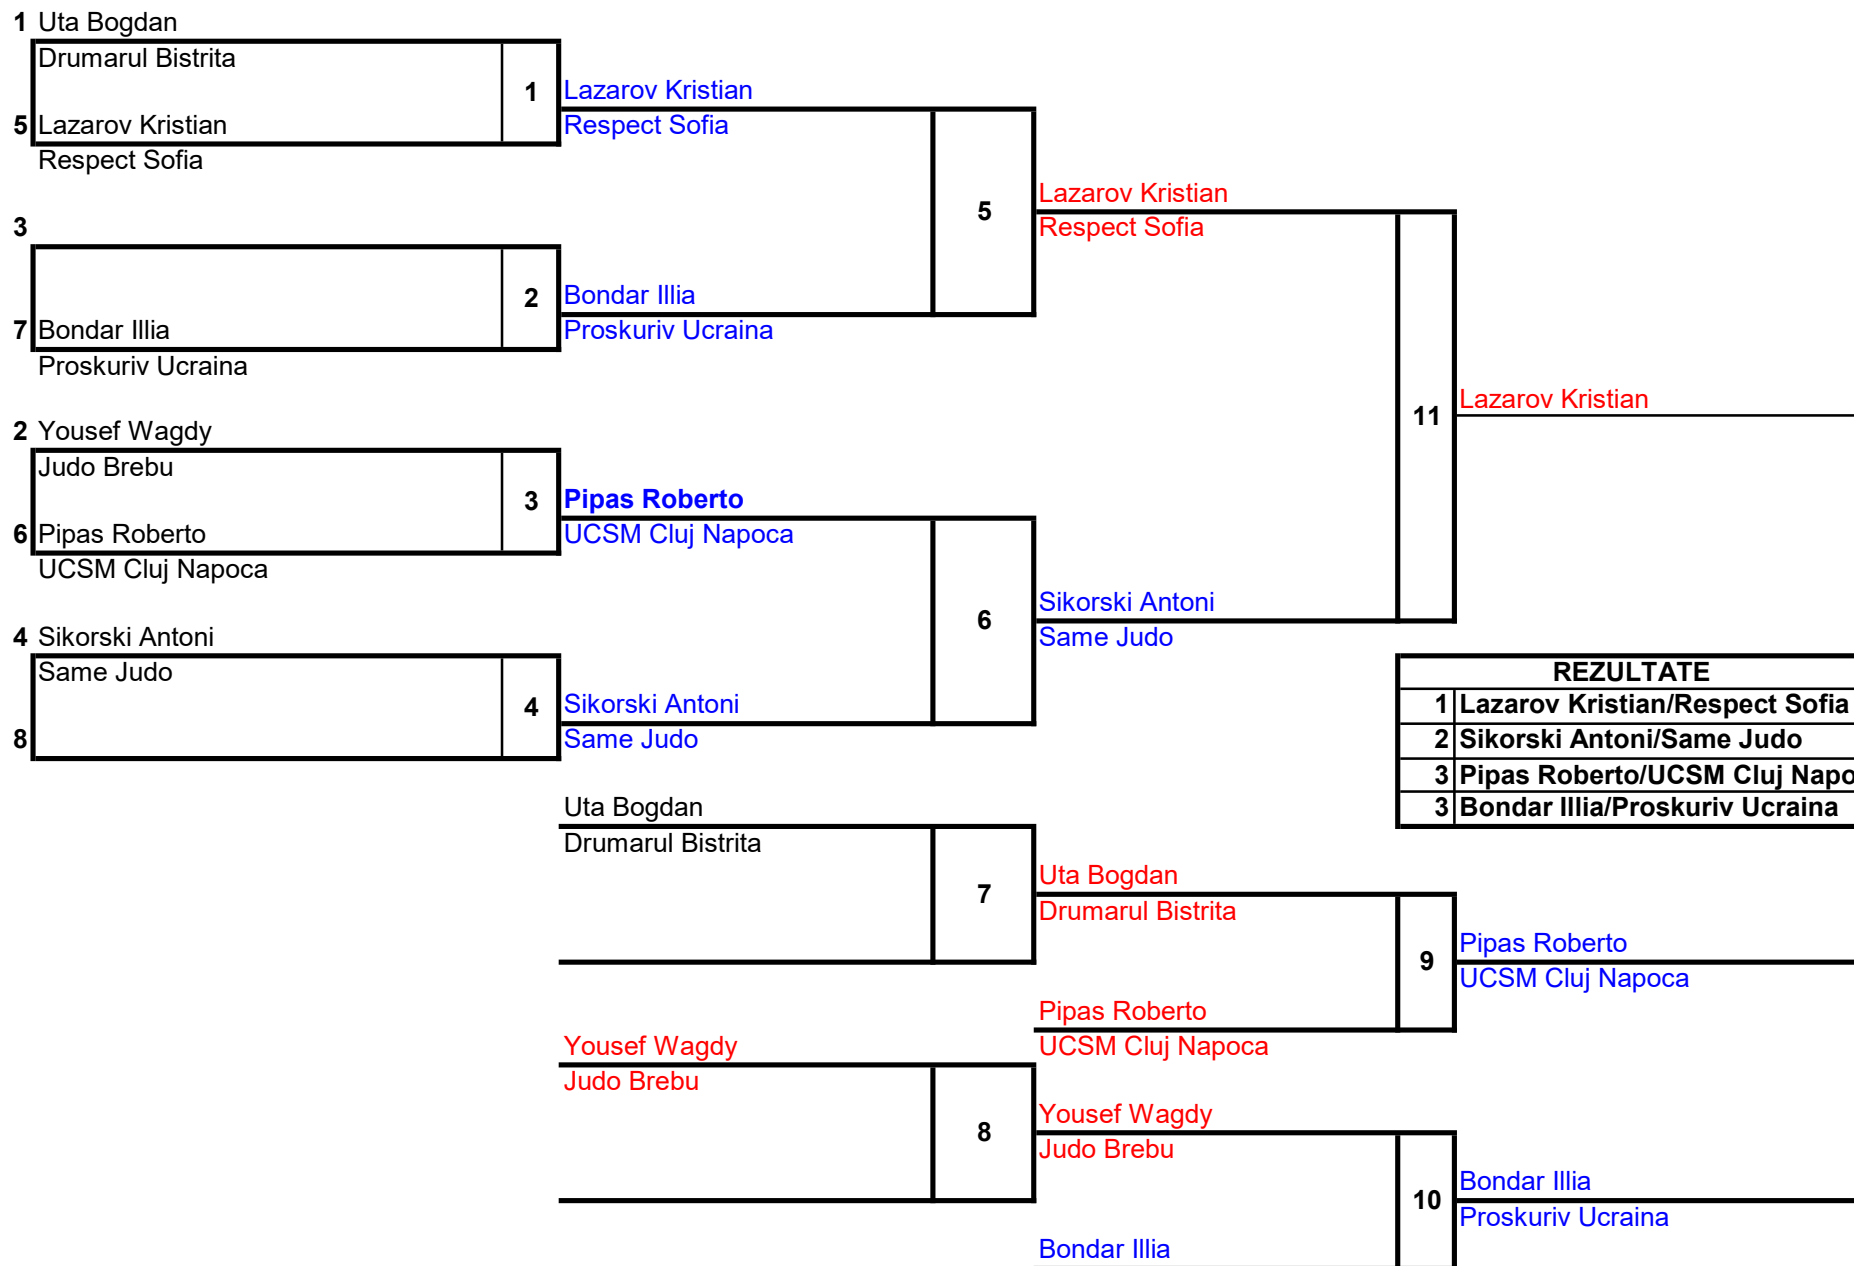 1 Uta Bogdan
Drumarul Bistrita
1
Lazarov Kristian
5 Lazarov Kristian
Respect Sofia
Respect Sofia
5
Lazarov Kristian
Respect Sofia
3
2
Bondar Illia
7 Bondar Illia
Proskuriv Ucraina
Proskuriv Ucraina
11
Lazarov Kristian
2 Yousef Wagdy
Judo Brebu
3
Pipas Roberto
6 Pipas Roberto
UCSM Cluj Napoca
UCSM Cluj Napoca
6
Sikorski Antoni
Same Judo
4 Sikorski Antoni
Same Judo
4
Sikorski Antoni
8
Same Judo
REZULTATE
1 Lazarov Kristian/Respect Sofia
2 Sikorski Antoni/Same Judo
3 Pipas Roberto/UCSM Cluj Napo
3 Bondar Illia/Proskuriv Ucraina
Uta Bogdan
Drumarul Bistrita
7
Uta Bogdan
Drumarul Bistrita
9
Pipas Roberto
UCSM Cluj Napoca
Pipas Roberto
UCSM Cluj Napoca
Yousef Wagdy
Judo Brebu
8
Yousef Wagdy
Judo Brebu
10
Bondar Illia
Proskuriv Ucraina
Bondar Illia